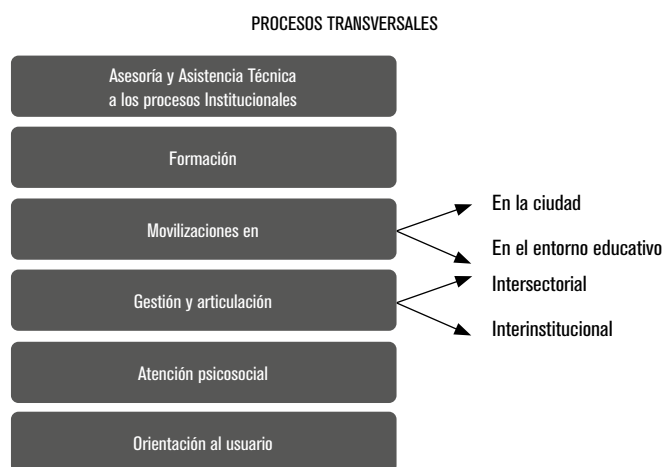 PROCESOS TRANSVERSALES
Asesoría y Asistencia Técnica
a los procesos Institucionales
Formación
Movilizaciones en
En la ciudad
En el entorno educativo
Gestión y articulación
Intersectorial
Interinstitucional
Atención psicosocial
Orientación al usuario